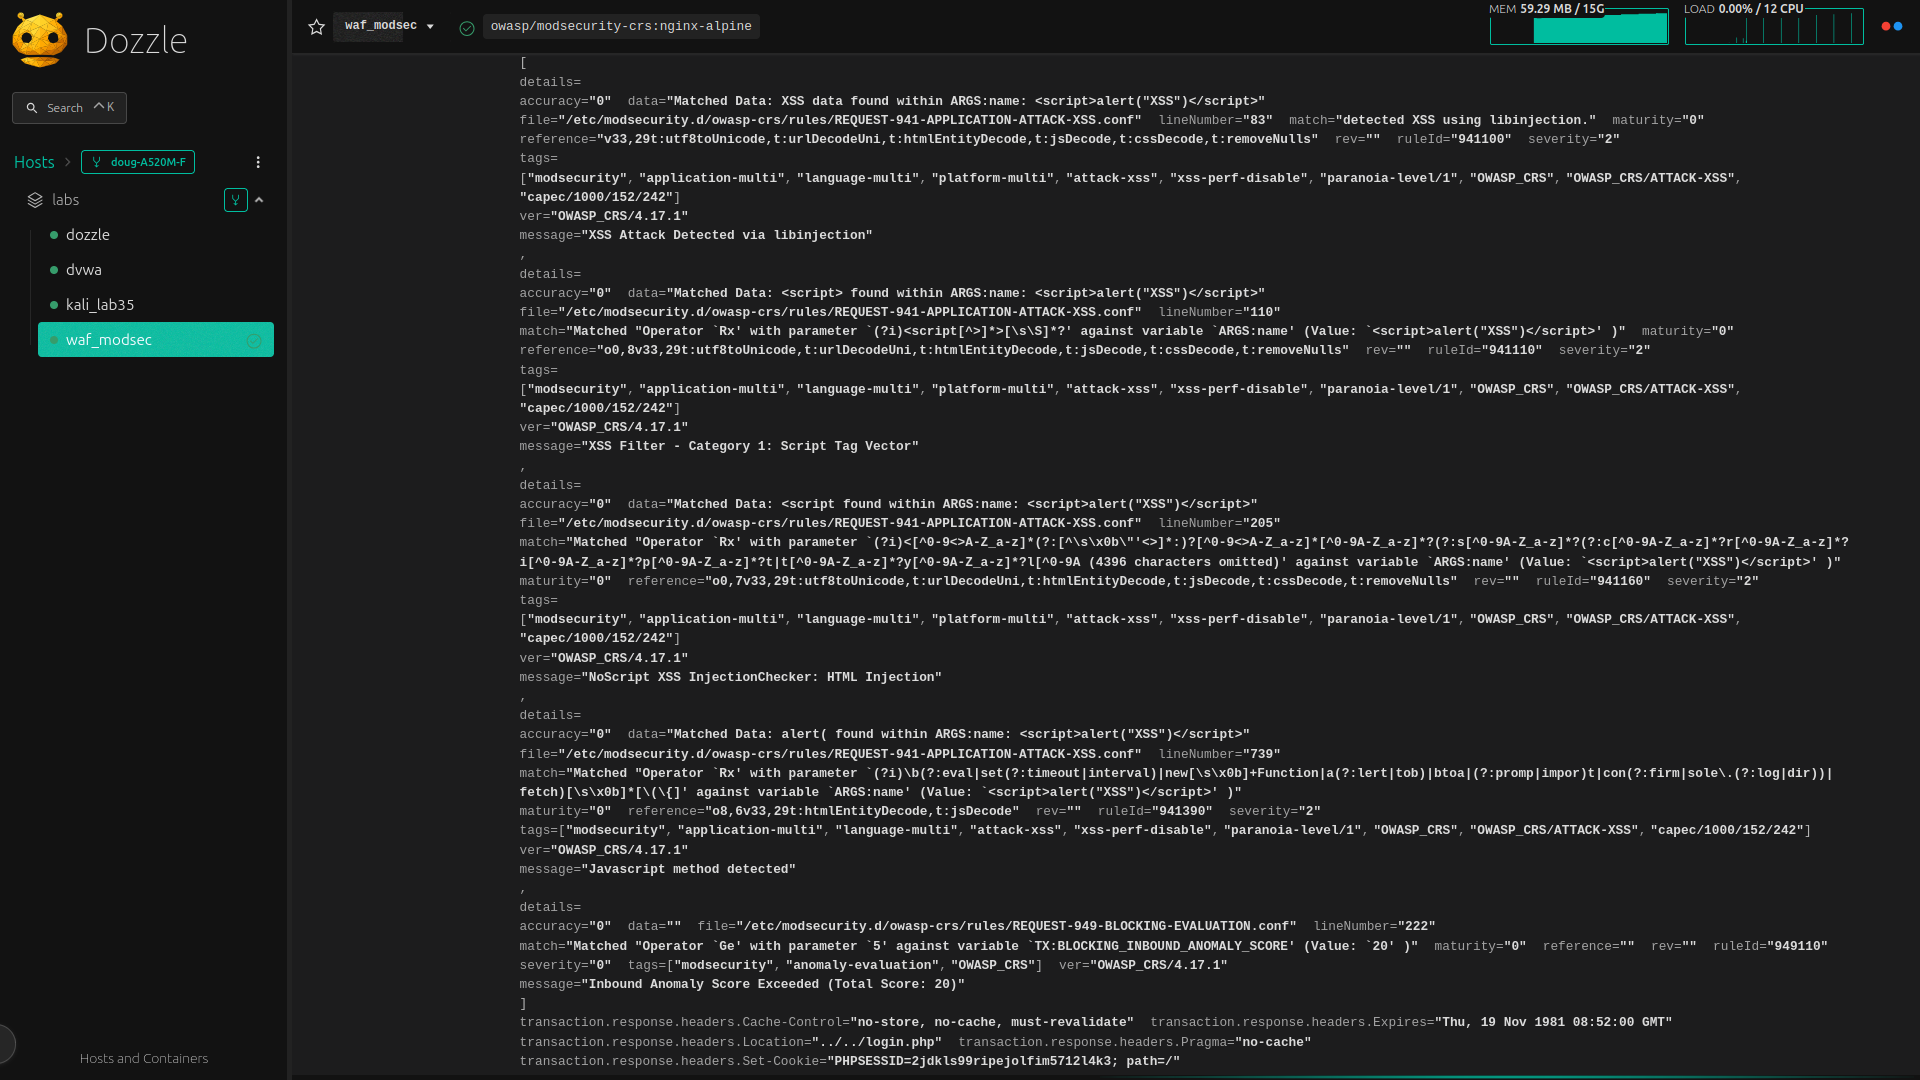 Dozzle
Search ^K
Hosts > doug-A520M-F
labs
dozzle
dvwa
kali_lab35
waf_modsec
Hosts and Containers
waf_modsec owasp/modsecurity-crs:nginx-alpine
MEM 59.29 MB / 15G LOAD 0.00% / 12 CPU
[
details=
accuracy="0" data="Matched Data: XSS data found within ARGS:name: <script>alert("XSS")</script>"
file="/etc/modsecurity.d/owasp-crs/rules/REQUEST-941-APPLICATION-ATTACK-XSS.conf" lineNumber="83" match="detected XSS using libinjection." maturity="0"
reference="v33,29t:utf8toUnicode,t:urlDecodeUni,t:htmlEntityDecode,t:jsDecode,t:cssDecode,t:removeNulls" rev="" ruleId="941100" severity="2"
tags=
["modsecurity","application-multi","language-multi","platform-multi","attack-xss","xss-perf-disable","paranoia-level/1","OWASP_CRS","OWASP_CRS/ATTACK-XSS",
"capec/1000/152/242"]
ver="OWASP_CRS/4.17.1"
message="XSS Attack Detected via libinjection"
,
details=
accuracy="0" data="Matched Data: <script> found within ARGS:name: <script>alert("XSS")</script>"
file="/etc/modsecurity.d/owasp-crs/rules/REQUEST-941-APPLICATION-ATTACK-XSS.conf" lineNumber="110"
match="Matched "Operator `Rx' with parameter `(?i)<script[^>]*>[\s\S]*?' against variable `ARGS:name' (Value: `<script>alert("XSS")</script>' )" maturity="0"
reference="o0,8v33,29t:utf8toUnicode,t:urlDecodeUni,t:htmlEntityDecode,t:jsDecode,t:cssDecode,t:removeNulls" rev="" ruleId="941110" severity="2"
tags=
["modsecurity","application-multi","language-multi","platform-multi","attack-xss","xss-perf-disable","paranoia-level/1","OWASP_CRS","OWASP_CRS/ATTACK-XSS",
"capec/1000/152/242"]
ver="OWASP_CRS/4.17.1"
message="XSS Filter - Category 1: Script Tag Vector"
,
details=
accuracy="0" data="Matched Data: <script found within ARGS:name: <script>alert("XSS")</script>"
file="/etc/modsecurity.d/owasp-crs/rules/REQUEST-941-APPLICATION-ATTACK-XSS.conf" lineNumber="205"
match="Matched "Operator `Rx' with parameter `(?i)<[^0-9<>A-Z_a-z]*(?:[^\s\x0b\"'<>]*:)?[^0-9<>A-Z_a-z]*[^0-9A-Z_a-z]*?(?:s[^0-9A-Z_a-z]*?(?:c[^0-9A-Z_a-z]*?r[^0-9A-Z_a-z]*?
i[^0-9A-Z_a-z]*?p[^0-9A-Z_a-z]*?t|t[^0-9A-Z_a-z]*?y[^0-9A-Z_a-z]*?l[^0-9A (4396 characters omitted)' against variable `ARGS:name' (Value: `<script>alert("XSS")</script>' )"
maturity="0" reference="o0,7v33,29t:utf8toUnicode,t:urlDecodeUni,t:htmlEntityDecode,t:jsDecode,t:cssDecode,t:removeNulls" rev="" ruleId="941160" severity="2"
tags=
["modsecurity","application-multi","language-multi","platform-multi","attack-xss","xss-perf-disable","paranoia-level/1","OWASP_CRS","OWASP_CRS/ATTACK-XSS",
"capec/1000/152/242"]
ver="OWASP_CRS/4.17.1"
message="NoScript XSS InjectionChecker: HTML Injection"
,
details=
accuracy="0" data="Matched Data: alert( found within ARGS:name: <script>alert("XSS")</script>"
file="/etc/modsecurity.d/owasp-crs/rules/REQUEST-941-APPLICATION-ATTACK-XSS.conf" lineNumber="739"
match="Matched "Operator `Rx' with parameter `(?i)\b(?:eval|set(?:timeout|interval)|new[\s\x0b]+Function|a(?:lert|tob)|btoa|(?:promp|impor)t|con(?:firm|sole\.(?:log|dir))|
fetch)[\s\x0b]*[\(\{]' against variable `ARGS:name' (Value: `<script>alert("XSS")</script>' )"
maturity="0" reference="o8,6v33,29t:htmlEntityDecode,t:jsDecode" rev="" ruleId="941390" severity="2"
tags=["modsecurity","application-multi","language-multi","attack-xss","xss-perf-disable","paranoia-level/1","OWASP_CRS","OWASP_CRS/ATTACK-XSS","capec/1000/152/242"]
ver="OWASP_CRS/4.17.1"
message="Javascript method detected"
,
details=
accuracy="0" data="" file="/etc/modsecurity.d/owasp-crs/rules/REQUEST-949-BLOCKING-EVALUATION.conf" lineNumber="222"
match="Matched "Operator `Ge' with parameter `5' against variable `TX:BLOCKING_INBOUND_ANOMALY_SCORE' (Value: `20' )" maturity="0" reference="" rev="" ruleId="949110"
severity="0" tags=["modsecurity","anomaly-evaluation","OWASP_CRS"] ver="OWASP_CRS/4.17.1"
message="Inbound Anomaly Score Exceeded (Total Score: 20)"
]
transaction.response.headers.Cache-Control="no-store, no-cache, must-revalidate" transaction.response.headers.Expires="Thu, 19 Nov 1981 08:52:00 GMT"
transaction.response.headers.Location="../../login.php" transaction.response.headers.Pragma="no-cache"
transaction.response.headers.Set-Cookie="PHPSESSID=2jdkls99ripejolfim5712l4k3; path=/"